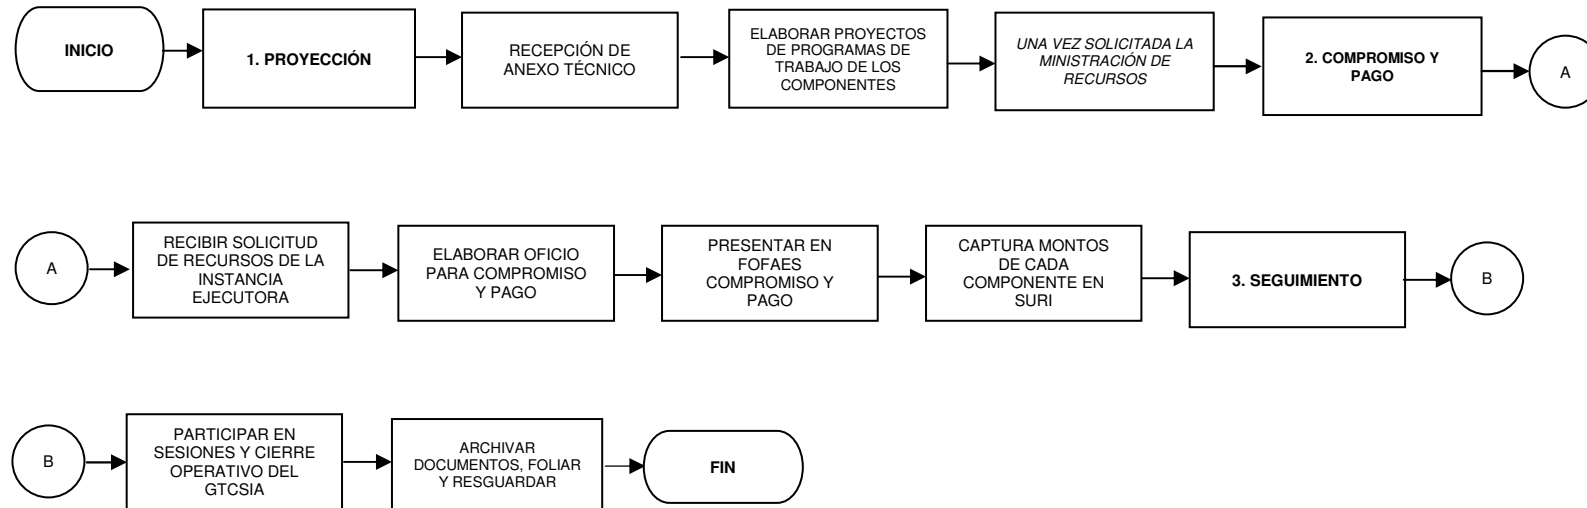 INICIO
1. PROYECCIÓN
RECEPCIÓN DE
ANEXO TÉCNICO
ELABORAR PROYECTOS
DE PROGRAMAS DE
TRABAJO DE LOS
COMPONENTES
UNA VEZ SOLICITADA LA
MINISTRACIÓN DE
RECURSOS
2. COMPROMISO Y
PAGO
A
A
RECIBIR SOLICITUD
DE RECURSOS DE LA
INSTANCIA
EJECUTORA
ELABORAR OFICIO
PARA COMPROMISO
Y PAGO
PRESENTAR EN
FOFAES
COMPROMISO Y
PAGO
CAPTURA MONTOS
DE CADA
COMPONENTE EN
SURI
3. SEGUIMIENTO
B
B
PARTICIPAR EN
SESIONES Y CIERRE
OPERATIVO DEL
GTCSIA
ARCHIVAR
DOCUMENTOS, FOLIAR
Y RESGUARDAR
FIN